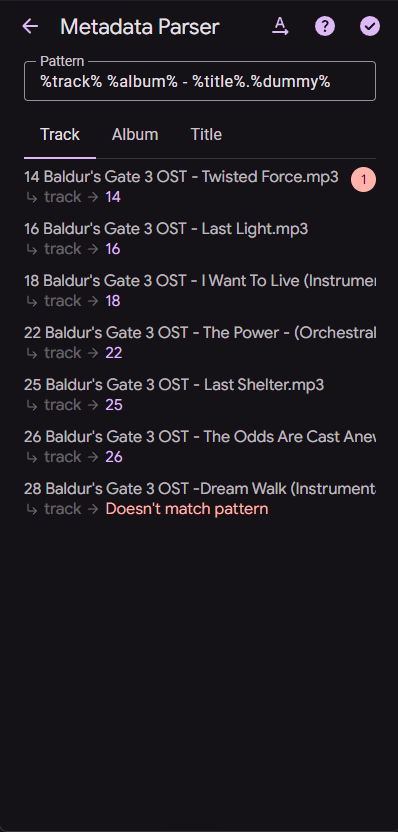 Metadata Parser
Pattern
%track% %album% - %title%.%dummy%
Track Album Title
14 Baldur's Gate 3 OST - Twisted Force.mp3 1
track → 14
16 Baldur's Gate 3 OST - Last Light.mp3
track → 16
18 Baldur's Gate 3 OST - I Want To Live (Instrumen
track → 18
22 Baldur's Gate 3 OST - The Power - (Orchestral
track → 22
25 Baldur's Gate 3 OST - Last Shelter.mp3
track → 25
26 Baldur's Gate 3 OST - The Odds Are Cast Anew
track → 26
28 Baldur's Gate 3 OST -Dream Walk (Instrumenta
track → Doesn't match pattern